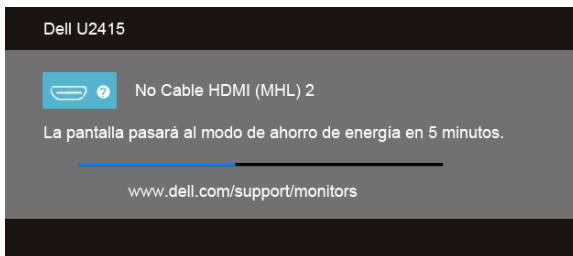 Dell U2415
? No Cable HDMI (MHL) 2
La pantalla pasará al modo de ahorro de energía en 5 minutos.
www.dell.com/support/monitors